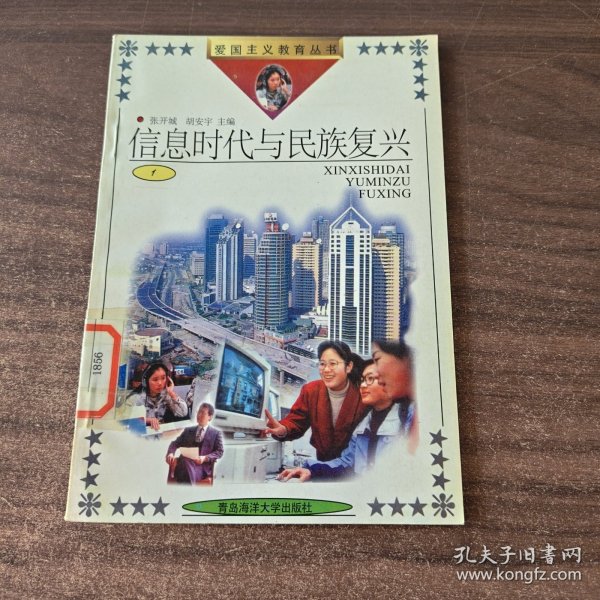 爱国主义教育丛书
张开城 胡安宇 主编
信息时代与民族复兴
1
XINXISHIDAI
YUMINZU
FUXING
1856
青岛海洋大学出版社
孔夫子旧书网
www.kongfz.com